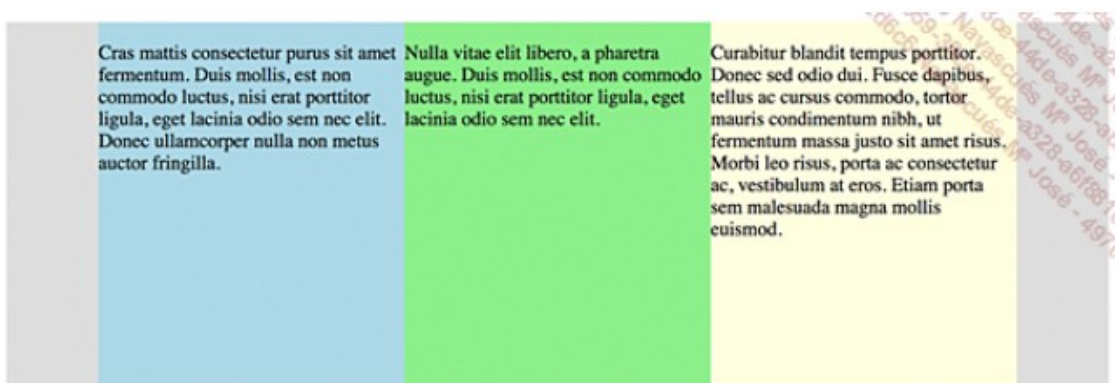 Cras mattis consectetur purus sit amet
fermentum. Duis mollis, est non
commodo luctus, nisi erat porttitor
ligula, eget lacinia odio sem nec elit.
Donec ullamcorper nulla non metus
auctor fringilla.
Nulla vitae elit libero, a pharetra
augue. Duis mollis, est non commodo
luctus, nisi erat porttitor ligula, eget
lacinia odio sem nec elit.
Curabitur blandit tempus porttitor.
Donec sed odio dui. Fusce dapibus,
tellus ac cursus commodo, tortor
mauris condimentum nibh, ut
fermentum massa justo sit amet risus.
Morbi leo risus, porta ac consectetur
ac, vestibulum at eros. Etiam porta
sem malesuada magna mollis
euismod.